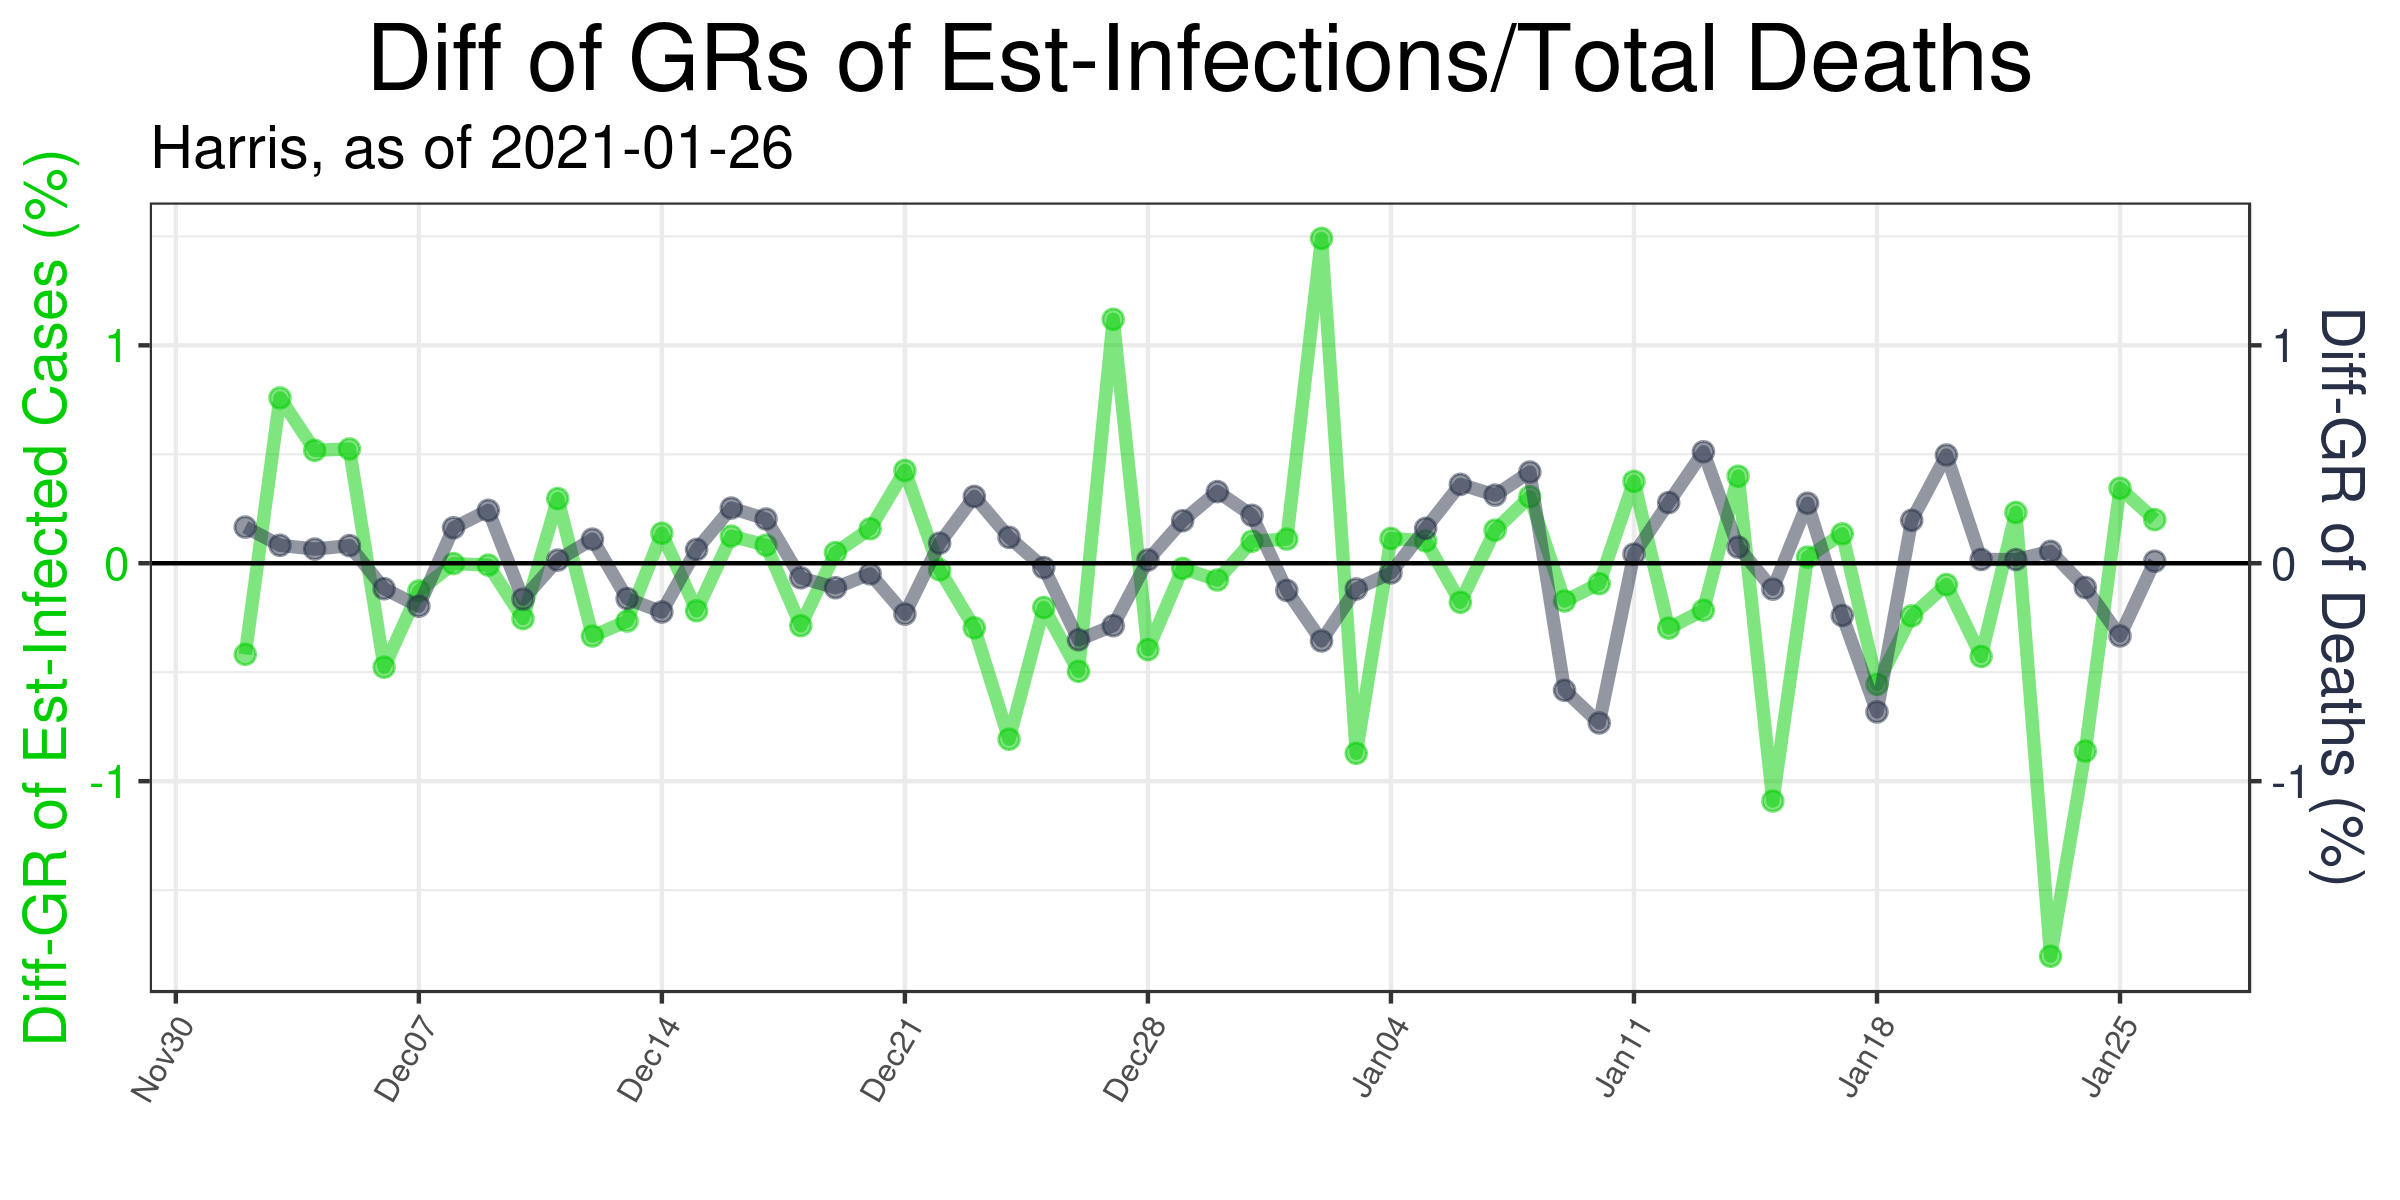 Diff of GRs of Est-Infections/Total Deaths
Harris, as of 2021-01-26
Diff-GR of Est-Infected Cases (%)
1
0
-1
1
0
-1
Diff-GR of Deaths (%)
Nov30
Dec07
Dec14
Dec21
Dec28
Jan04
Jan11
Jan18
Jan25